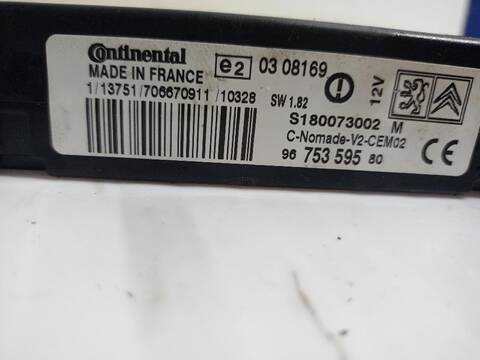 Continental
MADE IN FRANCE
e2 03 08169
1/13751/706670911/10328 SW 1.82
12V
S180073002 M
C-Nomade-V2-CEM02
96 753 595 80
CE